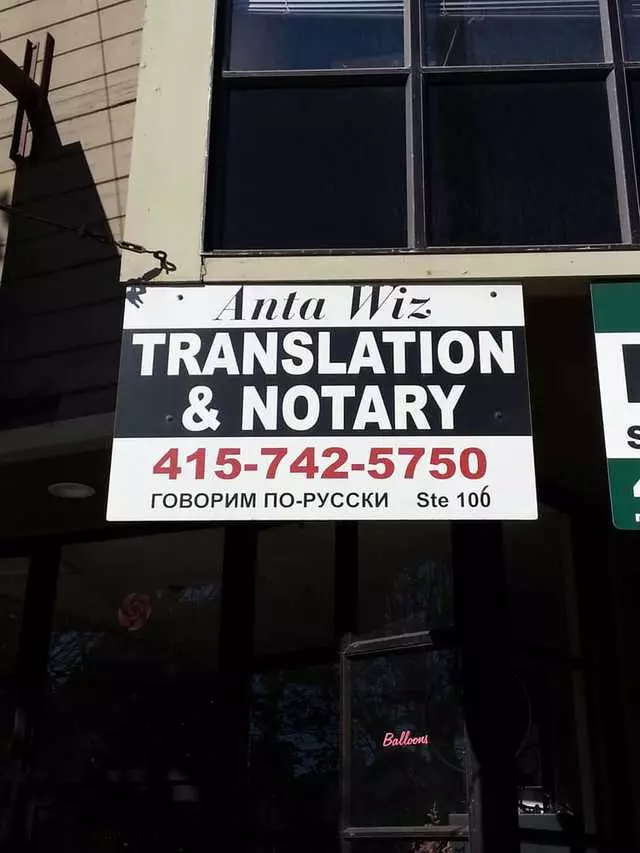 Anta Wiz
TRANSLATION
& NOTARY
415-742-5750
ГОВОРИМ ПО-РУССКИ Ste 106
Balloons